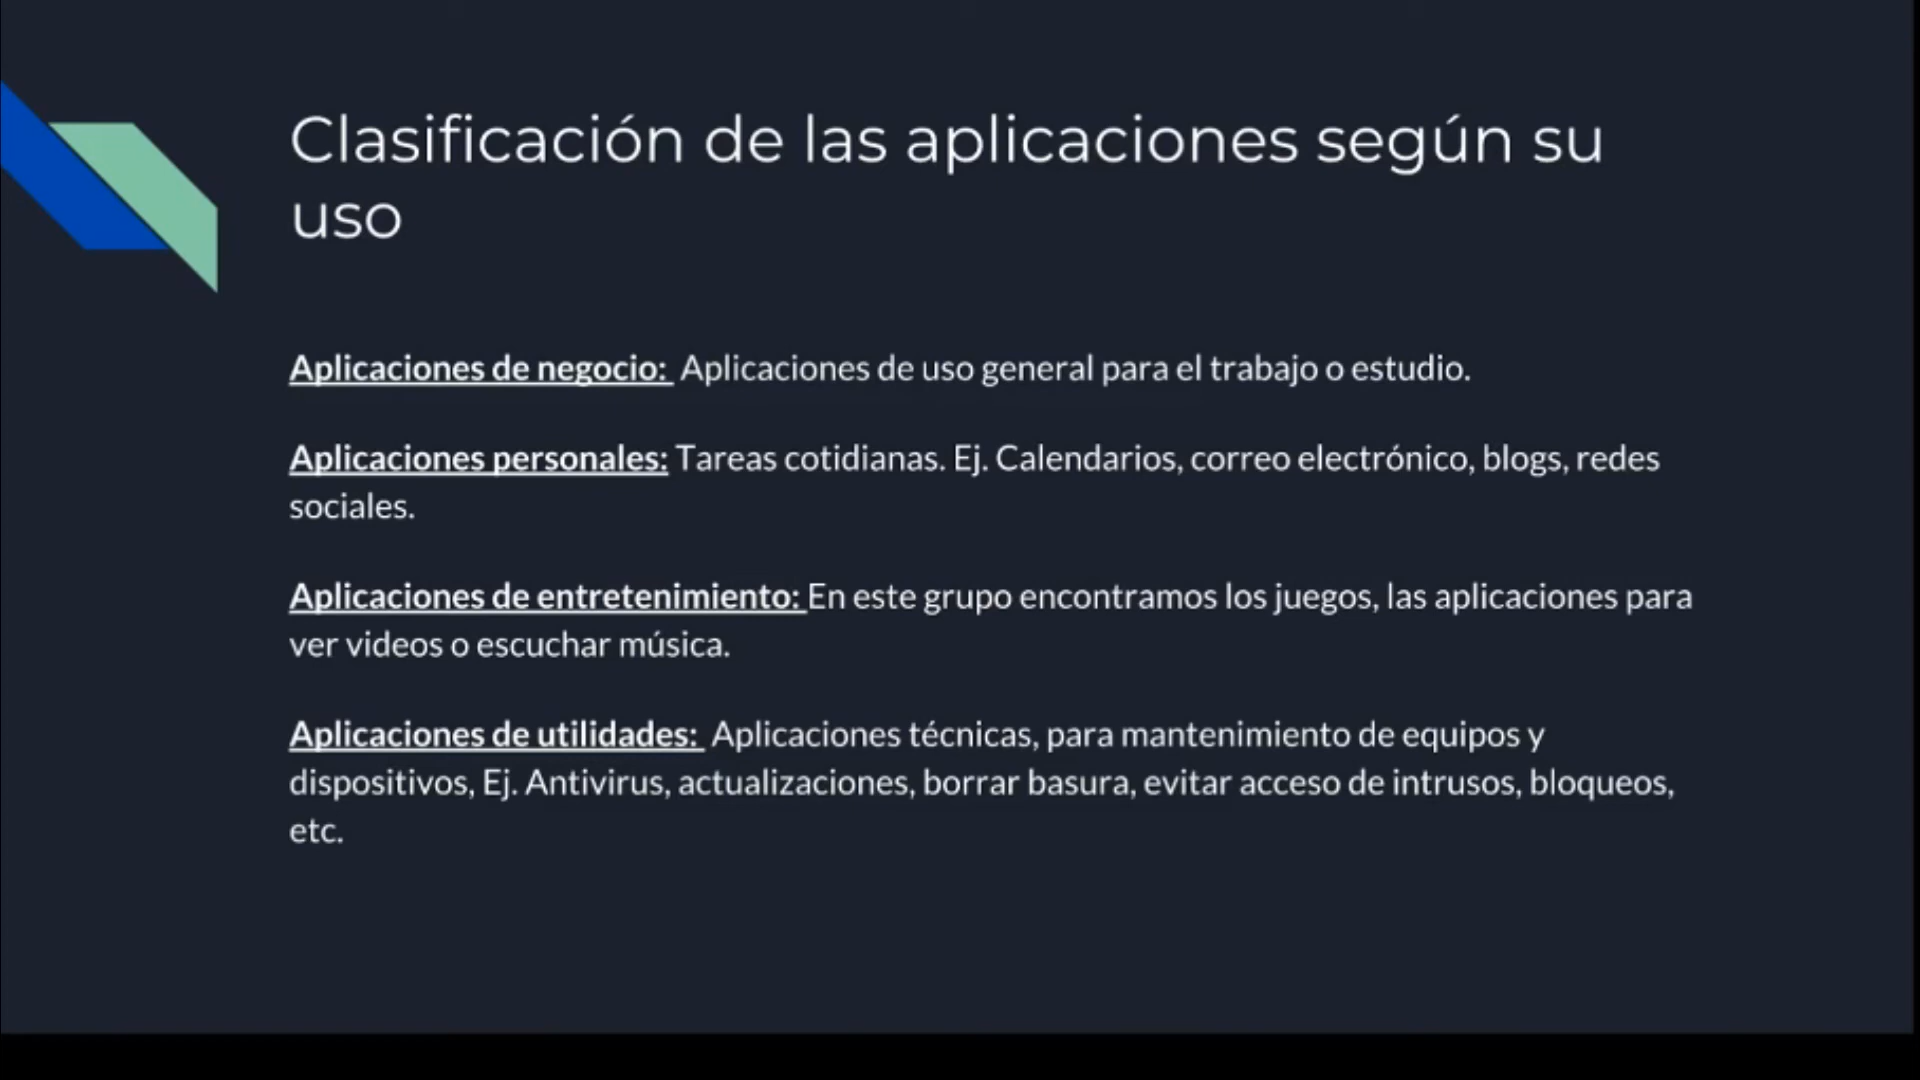 Clasificación de las aplicaciones según su
uso
Aplicaciones de negocio: Aplicaciones de uso general para el trabajo o estudio.
Aplicaciones personales: Tareas cotidianas. Ej. Calendarios, correo electrónico, blogs, redes
sociales.
Aplicaciones de entretenimiento: En este grupo encontramos los juegos, las aplicaciones para
ver videos o escuchar música.
Aplicaciones de utilidades: Aplicaciones técnicas, para mantenimiento de equipos y
dispositivos, Ej. Antivirus, actualizaciones, borrar basura, evitar acceso de intrusos, bloqueos,
etc.